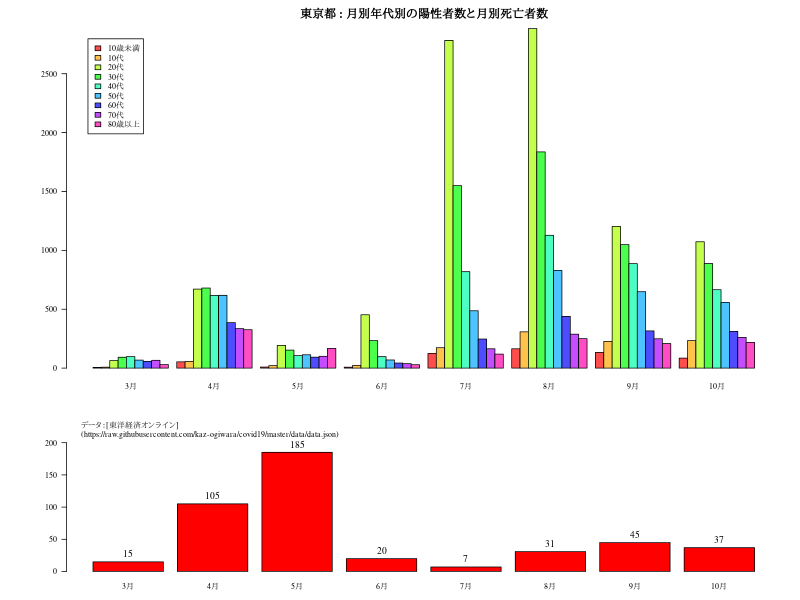 東京都 : 月別年代別の陽性者数と月別死亡者数
10歳未満
10代
20代
30代
40代
50代
60代
70代
80歳以上
2500
2000
1500
1000
500
0
3月 4月 5月 6月 7月 8月 9月 10月
データ : [東洋経済オンライン]
(https://raw.githubusercontent.com/kaz-ogiwara/covid19/master/data/data.json)
200
150
100
50
0
15 105 185 20 7 31 45 37
3月 4月 5月 6月 7月 8月 9月 10月